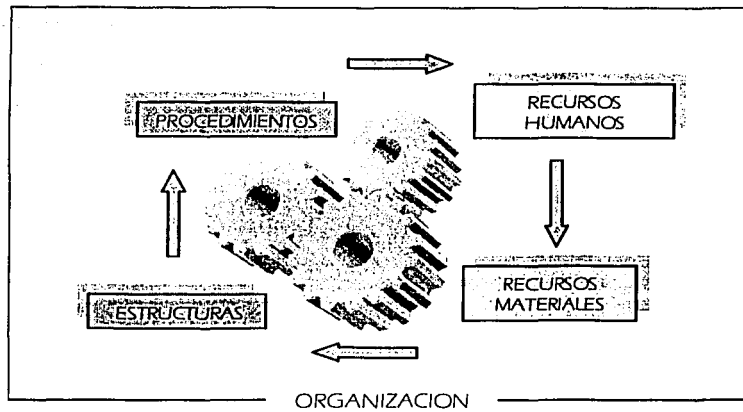 PROCEDIMIENTOS
RECURSOS
HUMANOS
ESTRUCTURAS
RECURSOS
MATERIALES
ORGANIZACION